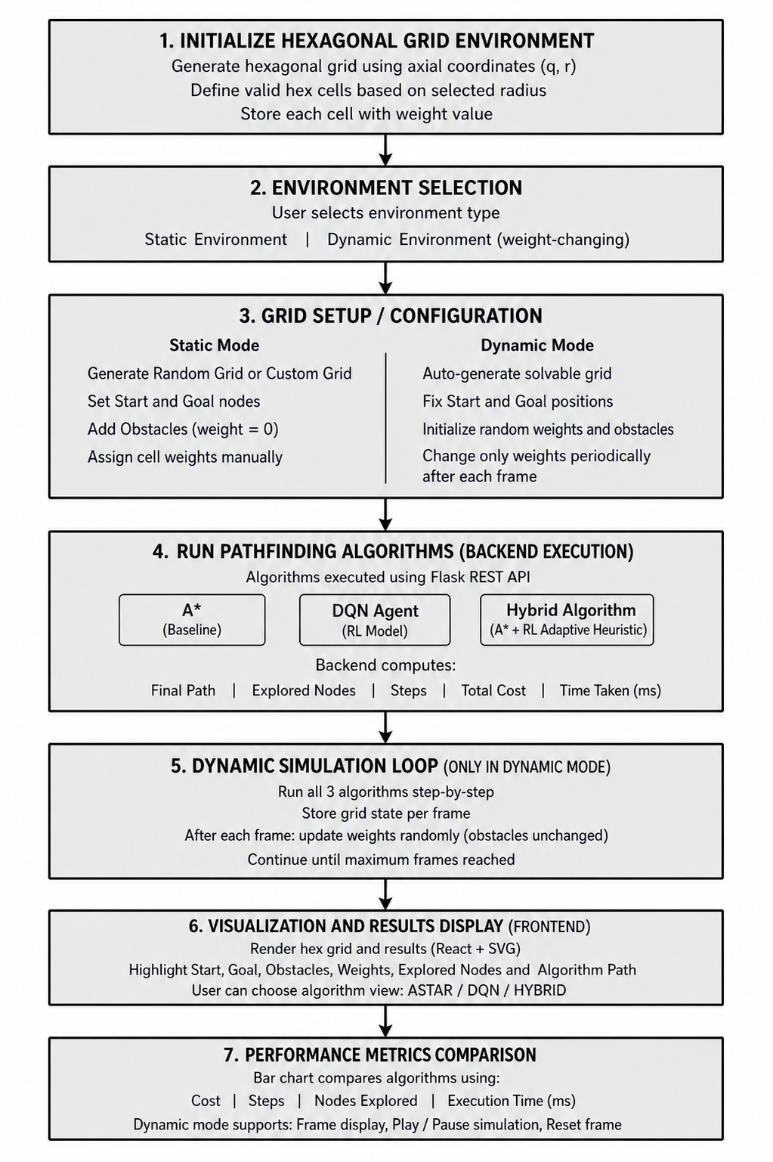 1. INITIALIZE HEXAGONAL GRID ENVIRONMENT
Generate hexagonal grid using axial coordinates (q, r)
Define valid hex cells based on selected radius
Store each cell with weight value
2. ENVIRONMENT SELECTION
User selects environment type
Static Environment | Dynamic Environment (weight-changing)
3. GRID SETUP / CONFIGURATION
Static Mode
Generate Random Grid or Custom Grid
Set Start and Goal nodes
Add Obstacles (weight = 0)
Assign cell weights manually
Dynamic Mode
Auto-generate solvable grid
Fix Start and Goal positions
Initialize random weights and obstacles
Change only weights periodically
after each frame
4. RUN PATHFINDING ALGORITHMS (BACKEND EXECUTION)
Algorithms executed using Flask REST API
A*
(Baseline)
DQN Agent
(RL Model)
Hybrid Algorithm
(A* + RL Adaptive Heuristic)
Backend computes:
Final Path | Explored Nodes | Steps | Total Cost | Time Taken (ms)
5. DYNAMIC SIMULATION LOOP (ONLY IN DYNAMIC MODE)
Run all 3 algorithms step-by-step
Store grid state per frame
After each frame: update weights randomly (obstacles unchanged)
Continue until maximum frames reached
6. VISUALIZATION AND RESULTS DISPLAY (FRONTEND)
Render hex grid and results (React + SVG)
Highlight Start, Goal, Obstacles, Weights, Explored Nodes and Algorithm Path
User can choose algorithm view: ASTAR / DQN / HYBRID
7. PERFORMANCE METRICS COMPARISON
Bar chart compares algorithms using:
Cost | Steps | Nodes Explored | Execution Time (ms)
Dynamic mode supports: Frame display, Play / Pause simulation, Reset frame